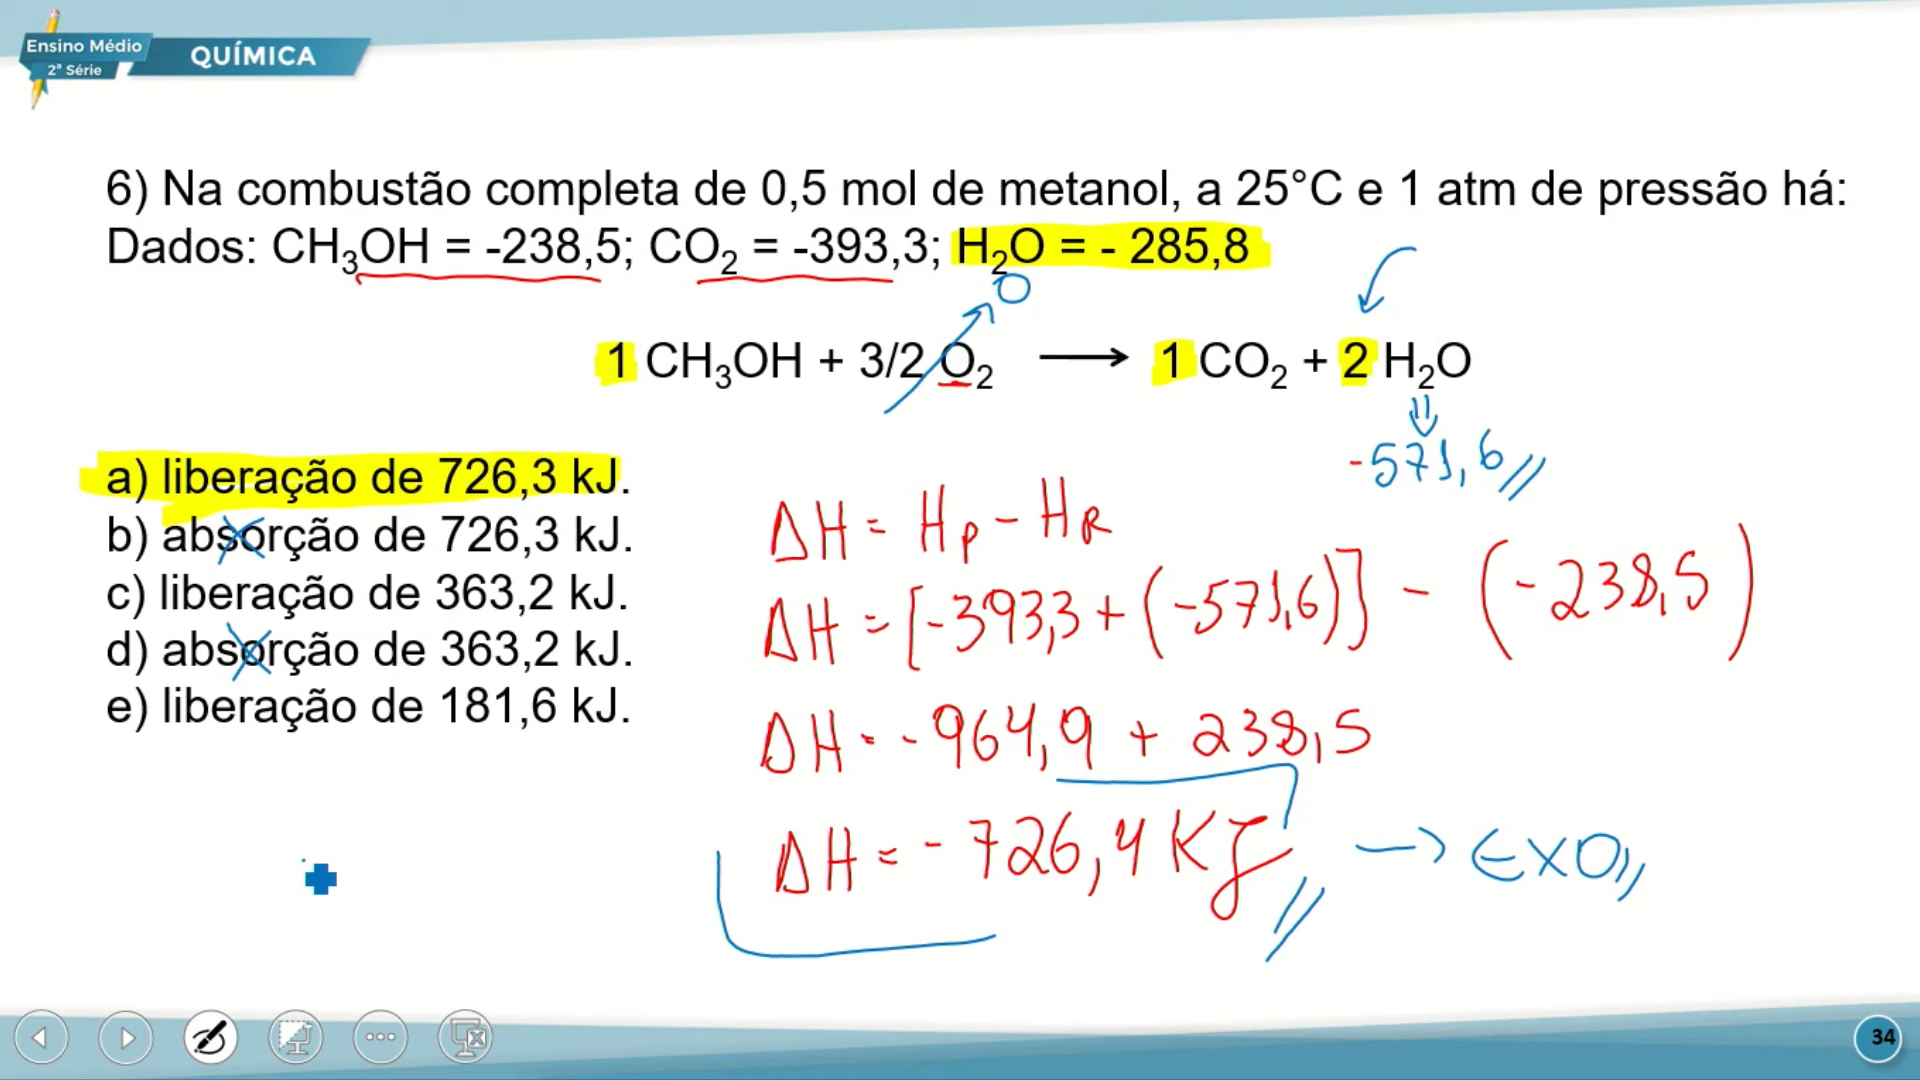 Ensino Médio
2ª Série
QUÍMICA
6) Na combustão completa de 0,5 mol de metanol, a 25°C e 1 atm de pressão há:
Dados: CH₃OH = -238,5; CO₂ = -393,3; H₂O = - 285,8
O
1 CH₃OH + 3/2 O₂ ⟶ 1 CO₂ + 2 H₂O
-571,6//
a) liberação de 726,3 kJ.
b) absorção de 726,3 kJ.
c) liberação de 363,2 kJ.
d) absorção de 363,2 kJ.
e) liberação de 181,6 kJ.
ΔH = Hp - HR
ΔH = [-393,3 + (-571,6)] - (-238,5)
ΔH = -964,9 + 238,5
ΔH = -726,4 KJ // → EXO//
34